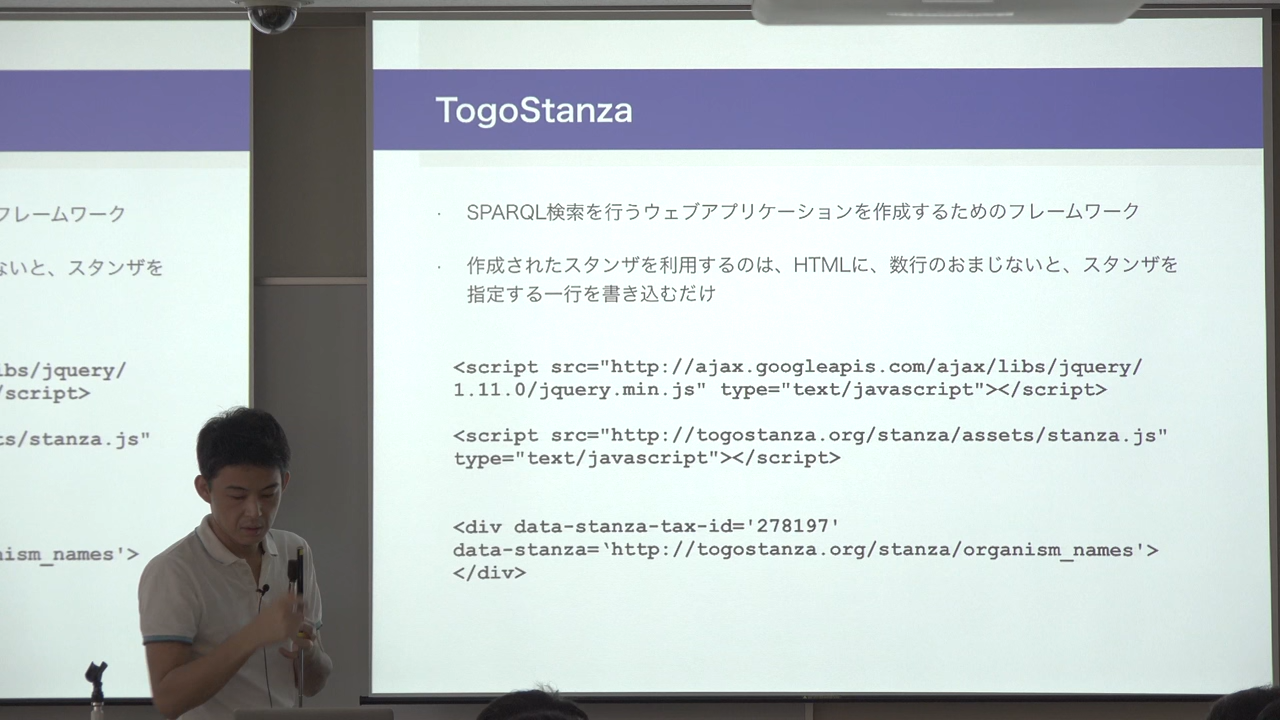 フレームワーク
ないと、スタンザを
ibs/jquery/
/script>
ts/stanza.js"
nism_names'>
TogoStanza
· SPARQL検索を行うウェブアプリケーションを作成するためのフレームワーク
· 作成されたスタンザを利用するのは、HTMLに、数行のおまじないと、スタンザを
指定する一行を書き込むだけ
<script src="http://ajax.googleapis.com/ajax/libs/jquery/
1.11.0/jquery.min.js" type="text/javascript"></script>
<script src="http://togostanza.org/stanza/assets/stanza.js"
type="text/javascript"></script>
<div data-stanza-tax-id='278197'
data-stanza=‘http://togostanza.org/stanza/organism_names'>
</div>